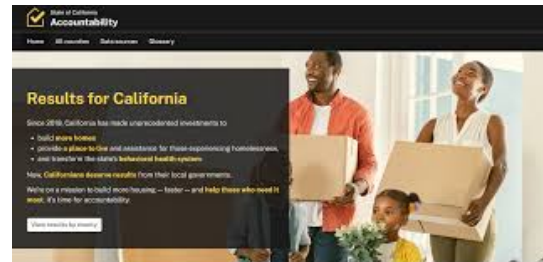 State of California
Accountability
Home All counties Data sources Glossary
Results for California
Since 2019, California has made unprecedented investments to
build more homes
provide a place to live and assistance for those experiencing homelessness,
and transform the state's behavioral health system
Now, Californians deserve results from their local governments.
We're on a mission to build more housing — faster — and help those who need it
most. It's time for accountability.
View results by county